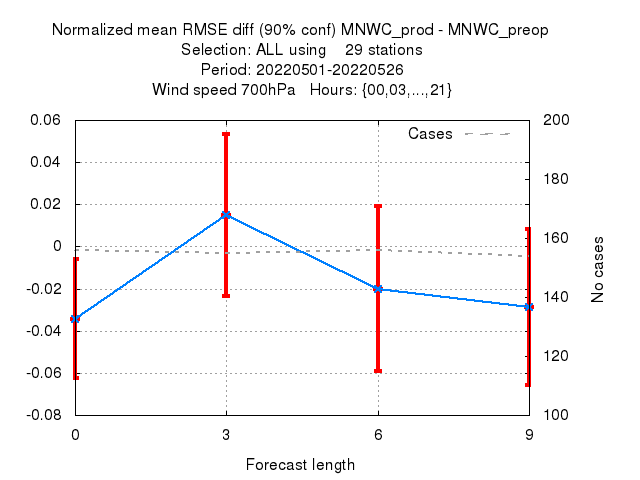 Normalized mean RMSE diff (90% conf) MNWC_prod - MNWC_preop
Selection: ALL using    29 stations
Period: 20220501-20220526
Wind speed 700hPa   Hours: {00,03,...,21}
Cases
0.06
0.04
0.02
0
-0.02
-0.04
-0.06
-0.08
200
180
160
140
120
100
No cases
0
3
6
9
Forecast length